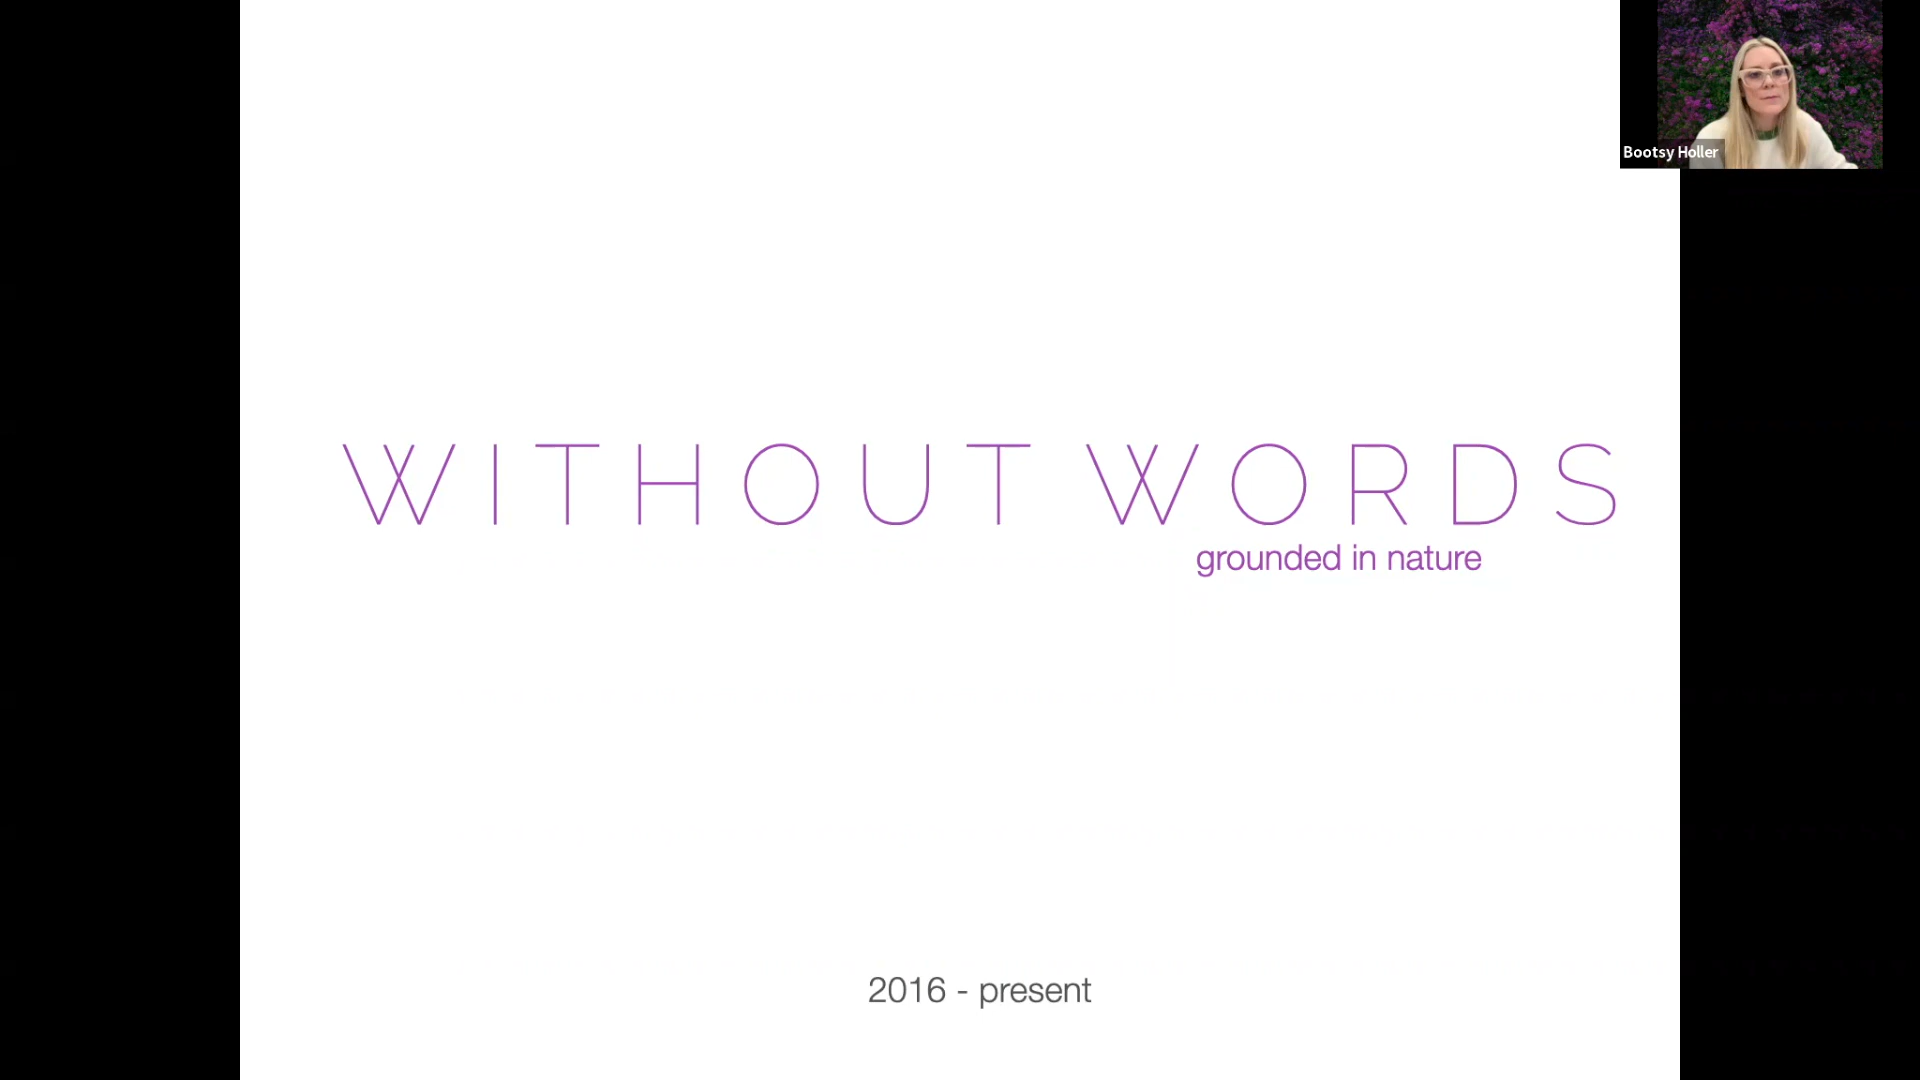 Bootsy Holler
WITHOUT WORDS
grounded in nature
2016 - present